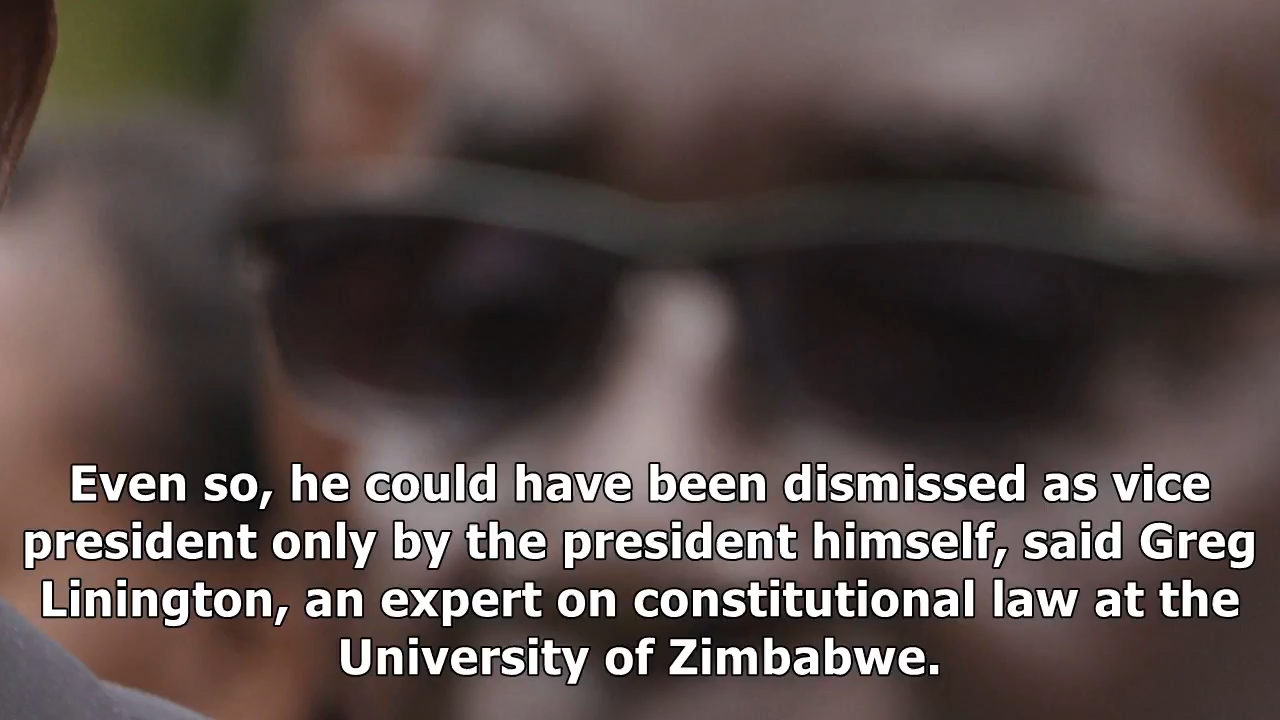 Even so, he could have been dismissed as vice
president only by the president himself, said Greg
Linington, an expert on constitutional law at the
University of Zimbabwe.